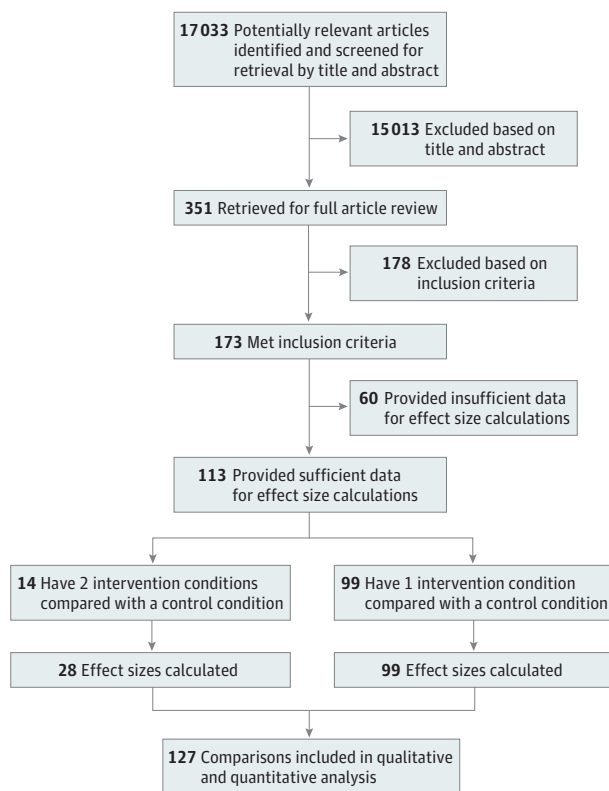 17 033 Potentially relevant articles
identified and screened for
retrieval by title and abstract
15 013 Excluded based on
title and abstract
351 Retrieved for full article review
178 Excluded based on
inclusion criteria
173 Met inclusion criteria
60 Provided insufficient data
for effect size calculations
113 Provided sufficient data
for effect size calculations
14 Have 2 intervention conditions
compared with a control condition
99 Have 1 intervention condition
compared with a control condition
28 Effect sizes calculated
99 Effect sizes calculated
127 Comparisons included in qualitative
and quantitative analysis